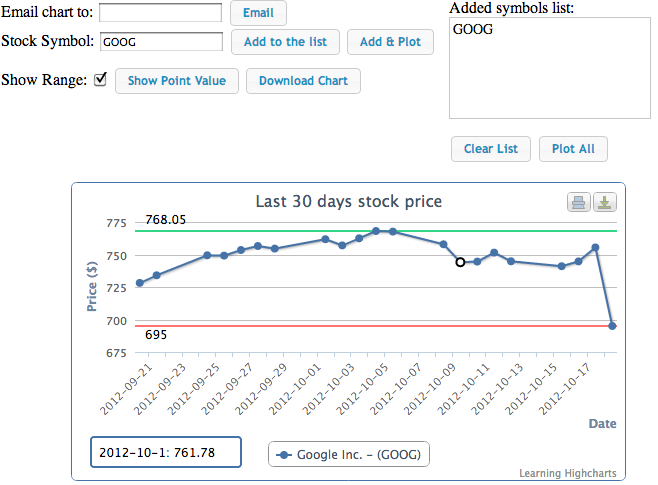 Email chart to: Email
Stock Symbol: GOOG Add to the list Add & Plot
Show Range: Show Point Value Download Chart
Added symbols list:
GOOG
Clear List Plot All
Last 30 days stock price
768.05
775
750
725
700
675
695
Price ($)
2012-09-21
2012-09-23
2012-09-25
2012-09-27
2012-09-29
2012-10-01
2012-10-03
2012-10-05
2012-10-07
2012-10-09
2012-10-11
2012-10-13
2012-10-15
2012-10-17
Date
2012-10-1: 761.78
Google Inc. - (GOOG)
Learning Highcharts